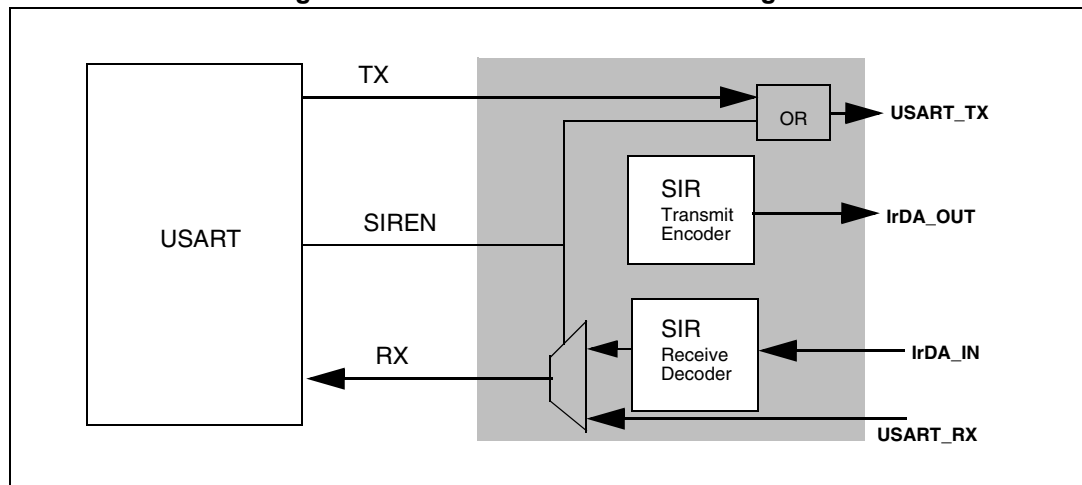 TX
OR
USART_TX
SIR
Transmit
Encoder
IrDA_OUT
USART
SIREN
SIR
Receive
Decoder
IrDA_IN
RX
USART_RX